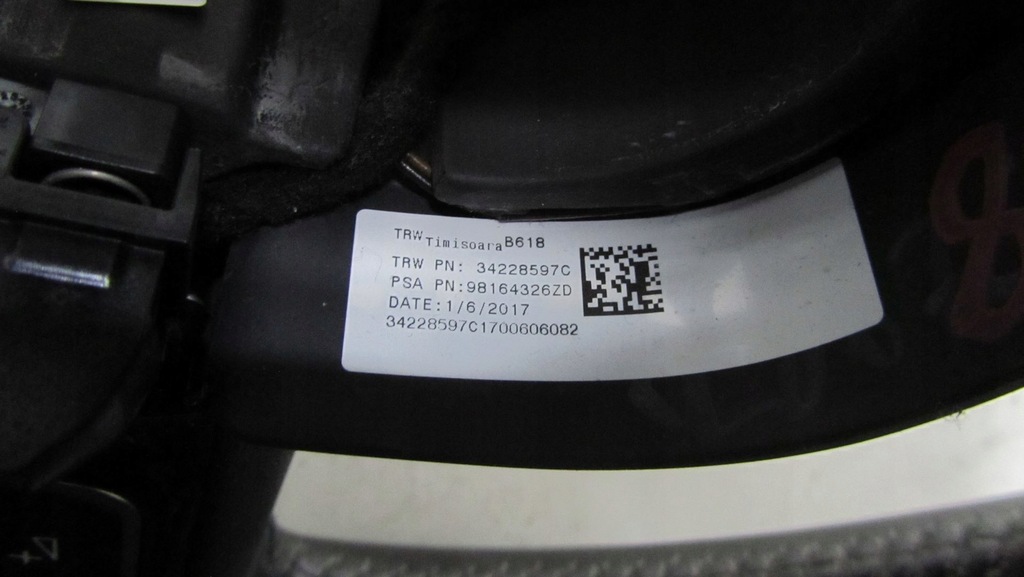 TRW Timisoara B618
TRW PN: 34228597C
PSA PN:98164326ZD
DATE:1/6/2017
34228597C1700606082